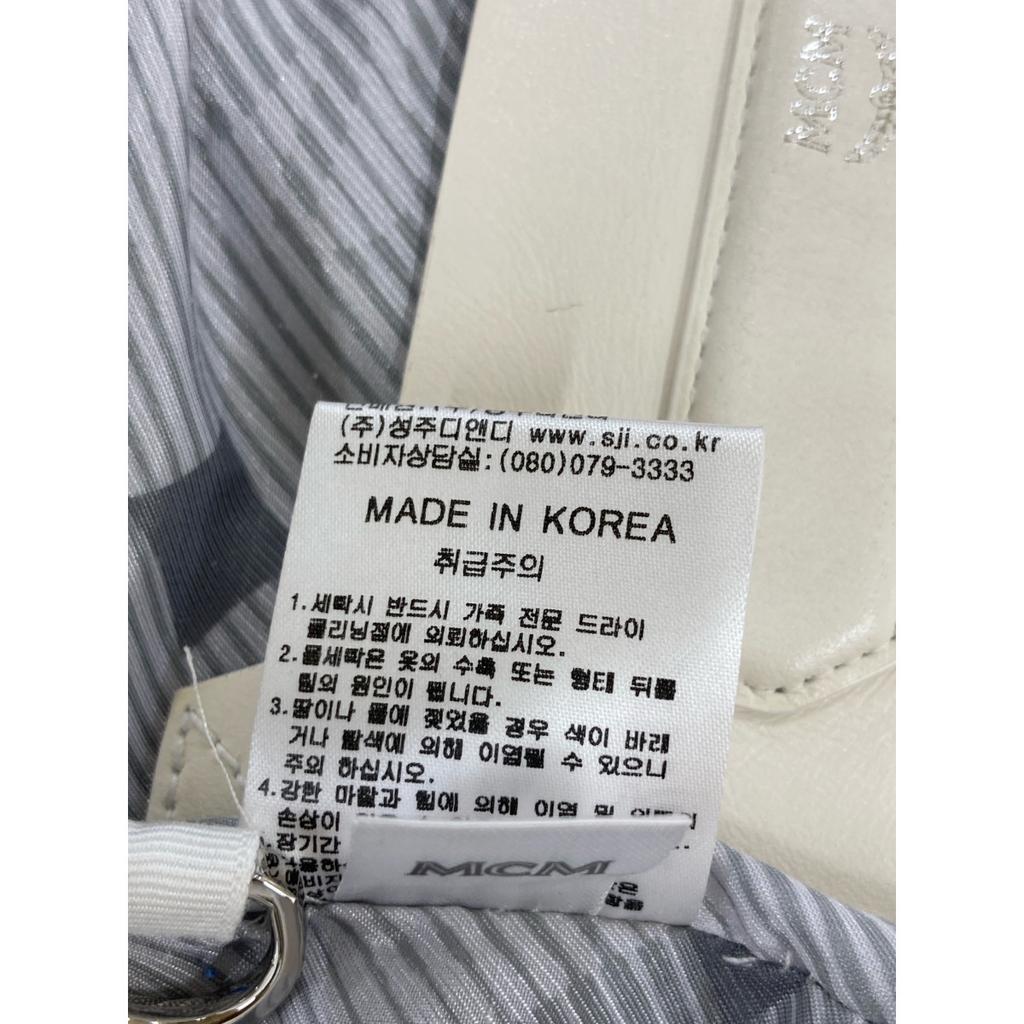 MCM
(주)성주디앤디 www.sji.co.kr
소비자상담실:(080)079-3333
MADE IN KOREA
취급주의
1.세탁시 반드시 가죽 전문 드라이
클리닝점에 의뢰하십시오.
2.물세탁은 옷의 수축 또는 형태 뒤틀
림의 원인이 됩니다.
3.땀이나 물에 젖었을 경우 색이 바래
거나 탈색에 의해 이염될 수 있으니
주의 하십시오.
4.강한 마찰과 힘에 의해 이염 및
손상이
장기간
MCM